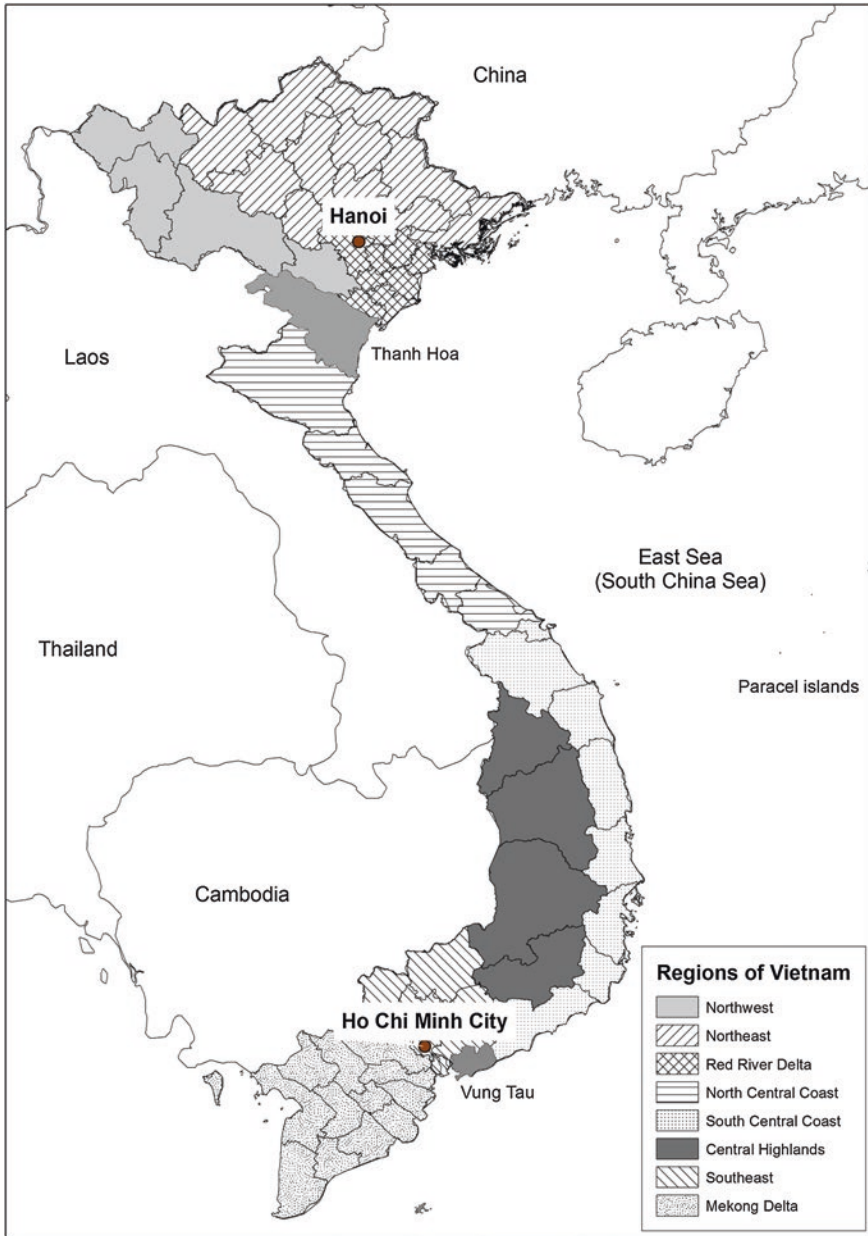 China
Hanoi
Laos
Thanh Hoa
East Sea
(South China Sea)
Thailand
Paracel islands
Cambodia
Ho Chi Minh City
Vung Tau
Regions of Vietnam
Northwest
Northeast
Red River Delta
North Central Coast
South Central Coast
Central Highlands
Southeast
Mekong Delta